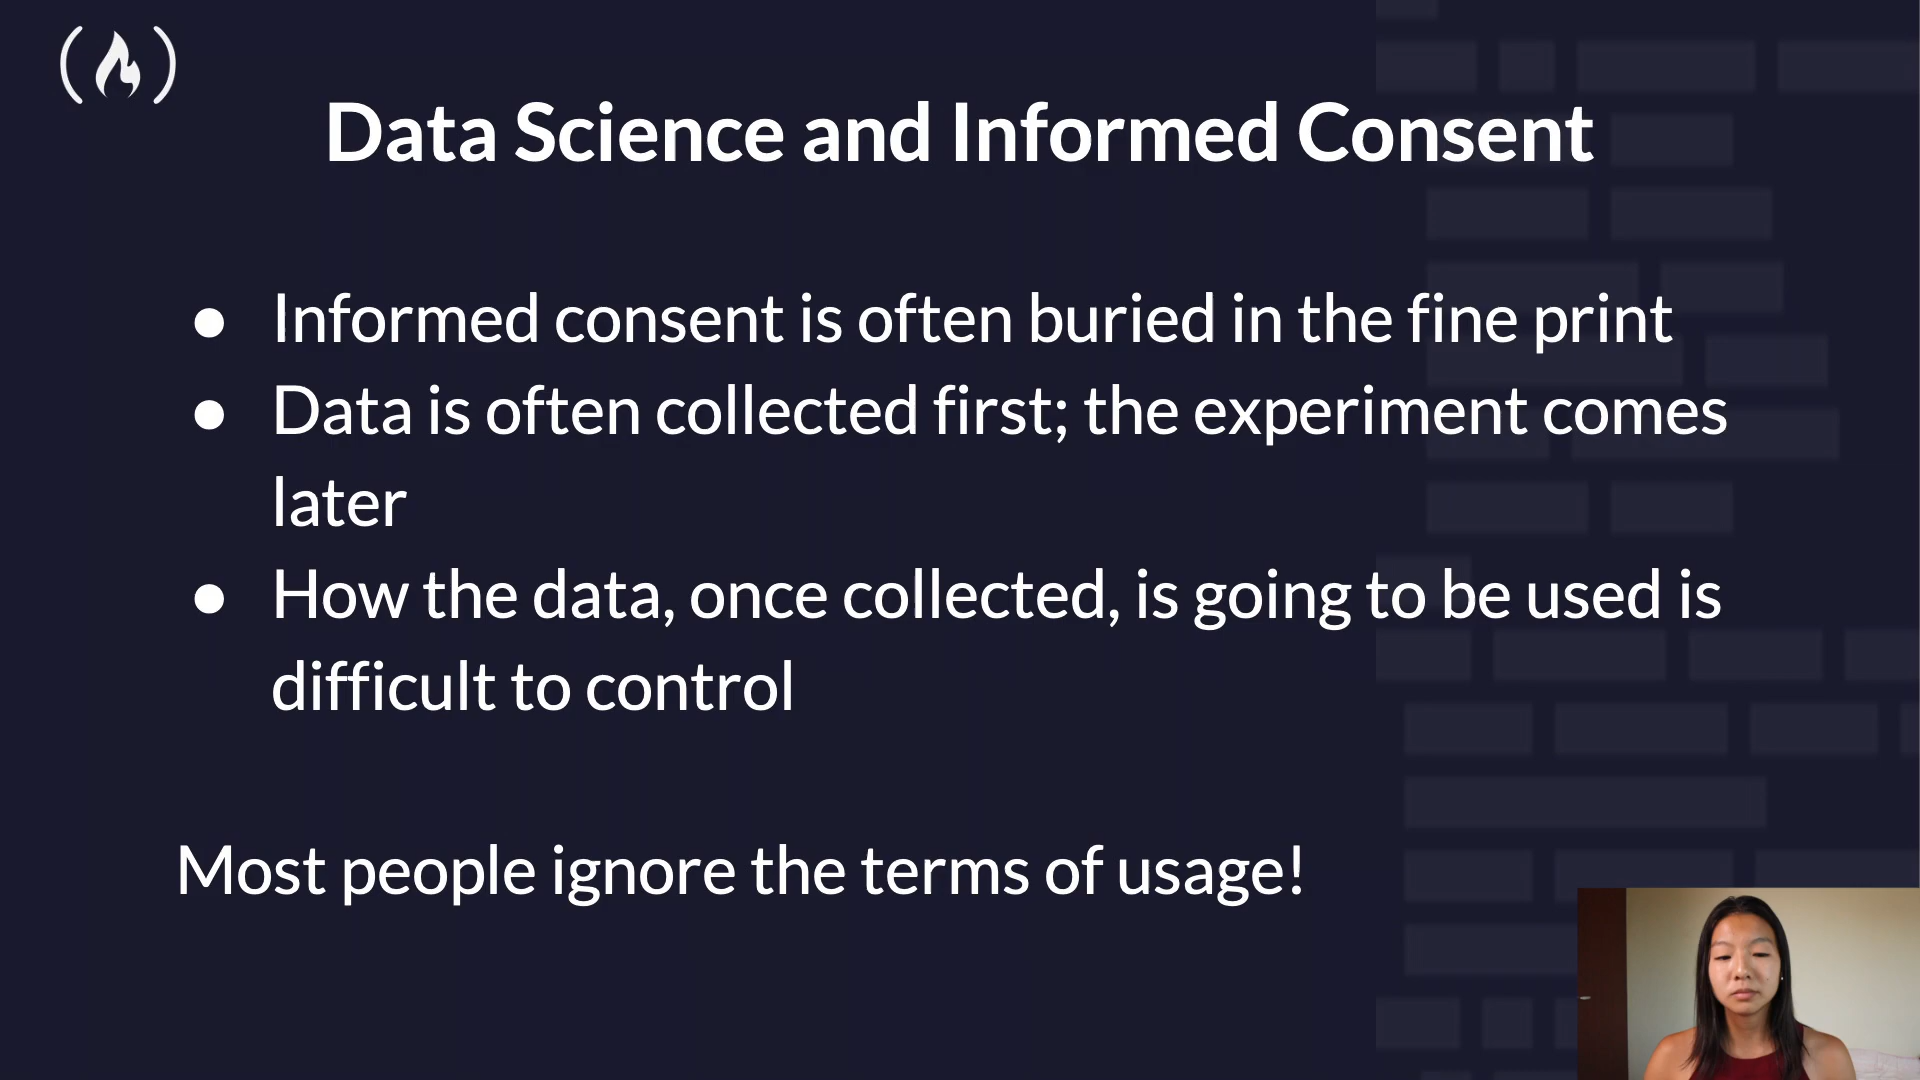 Data Science and Informed Consent
● Informed consent is often buried in the fine print
● Data is often collected first; the experiment comes
later
● How the data, once collected, is going to be used is
difficult to control
Most people ignore the terms of usage!